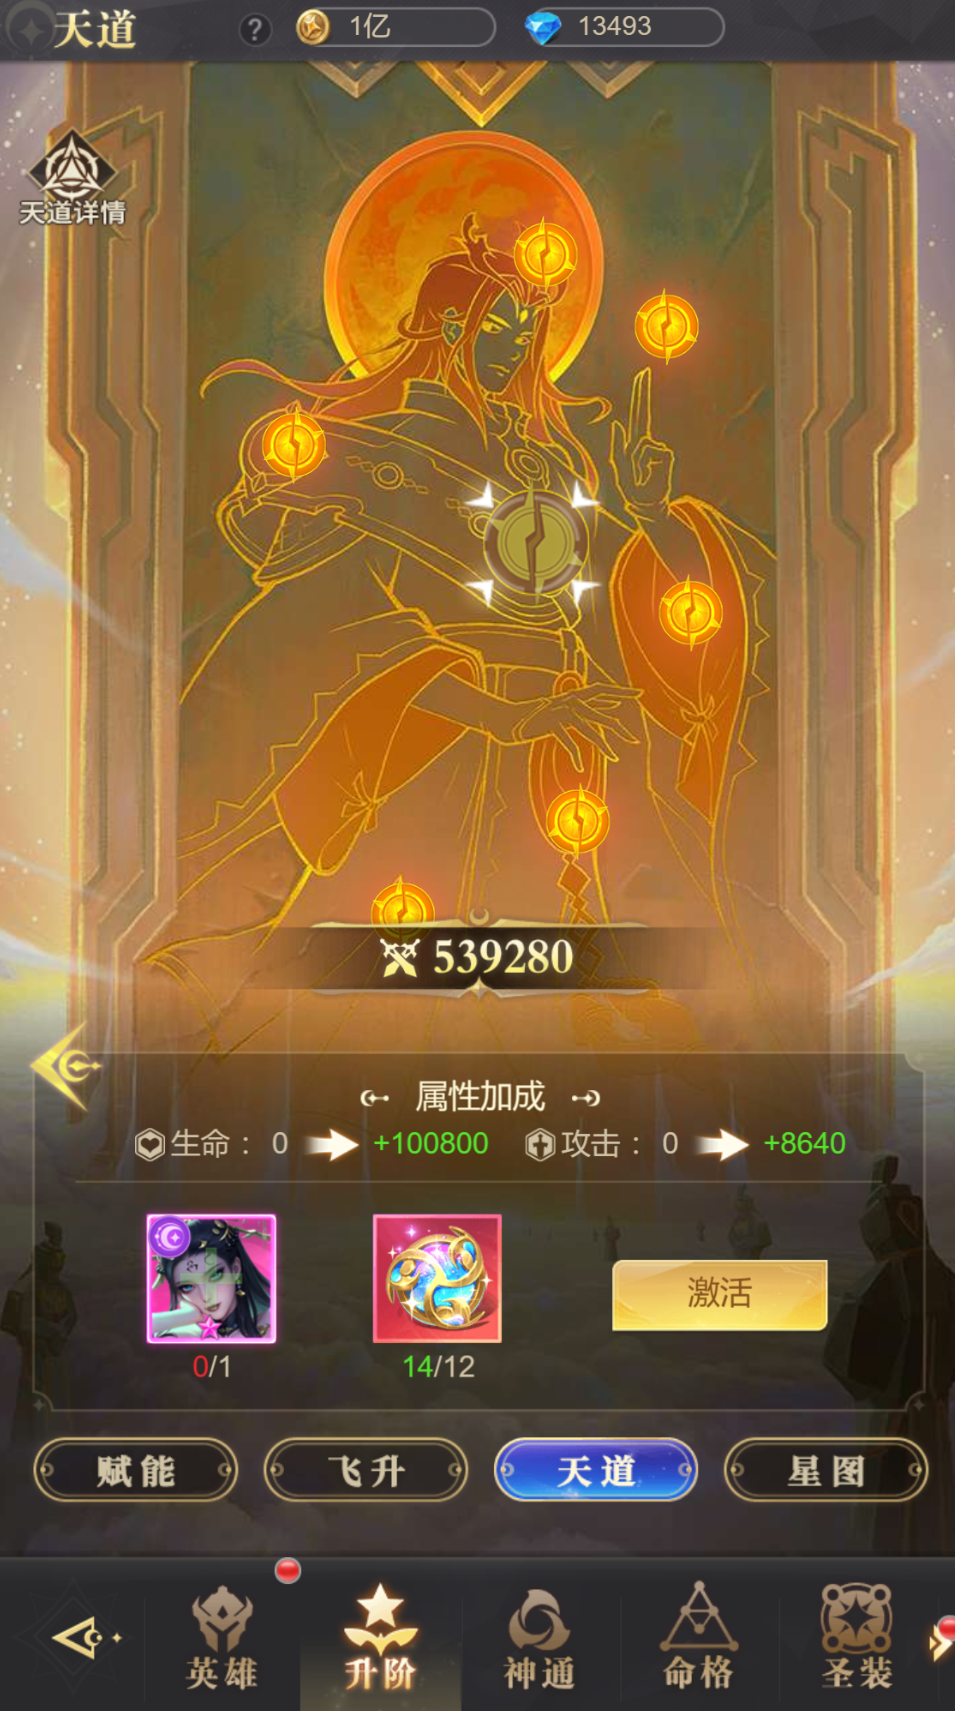 天道
?
1亿
13493
天道详情
539280
属性加成
生命： 0 +100800 攻击： 0 +8640
激活
0/1 14/12
赋能 飞升 天道 星图
英雄 升阶 神通 命格 圣装